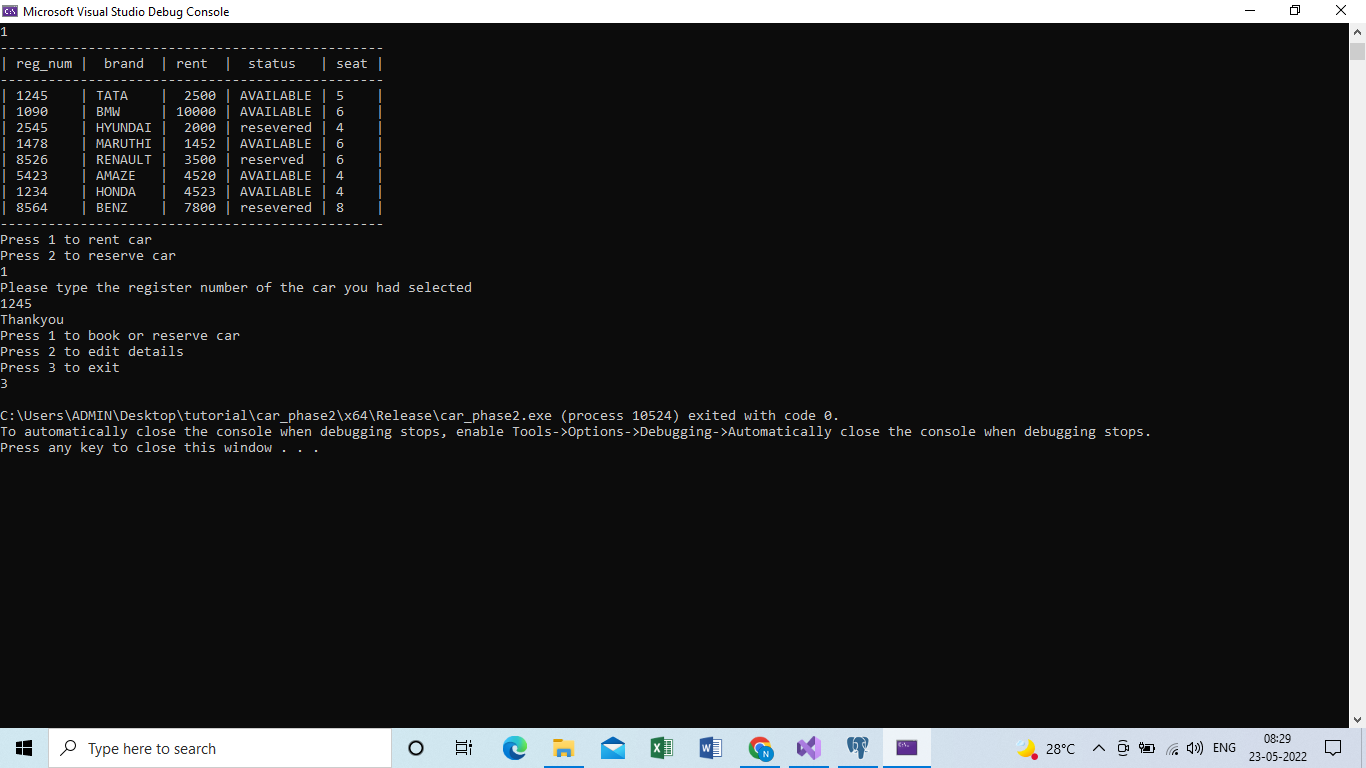 Microsoft Visual Studio Debug Console
1
------------------------------------------------
| reg_num |  brand  | rent  |  status   | seat |
------------------------------------------------
| 1245    | TATA    |  2500 | AVAILABLE | 5    |
| 1090    | BMW     | 10000 | AVAILABLE | 6    |
| 2545    | HYUNDAI |  2000 | resevered | 4    |
| 1478    | MARUTHI |  1452 | AVAILABLE | 6    |
| 8526    | RENAULT |  3500 | reserved  | 6    |
| 5423    | AMAZE   |  4520 | AVAILABLE | 4    |
| 1234    | HONDA   |  4523 | AVAILABLE | 4    |
| 8564    | BENZ    |  7800 | resevered | 8    |
------------------------------------------------
Press 1 to rent car
Press 2 to reserve car
1
Please type the register number of the car you had selected
1245
Thankyou
Press 1 to book or reserve car
Press 2 to edit details
Press 3 to exit
3
C:\Users\ADMIN\Desktop\tutorial\car_phase2\x64\Release\car_phase2.exe (process 10524) exited with code 0.
To automatically close the console when debugging stops, enable Tools->Options->Debugging->Automatically close the console when debugging stops.
Press any key to close this window . . .
Type here to search
28°C
ENG
08:29
23-05-2022